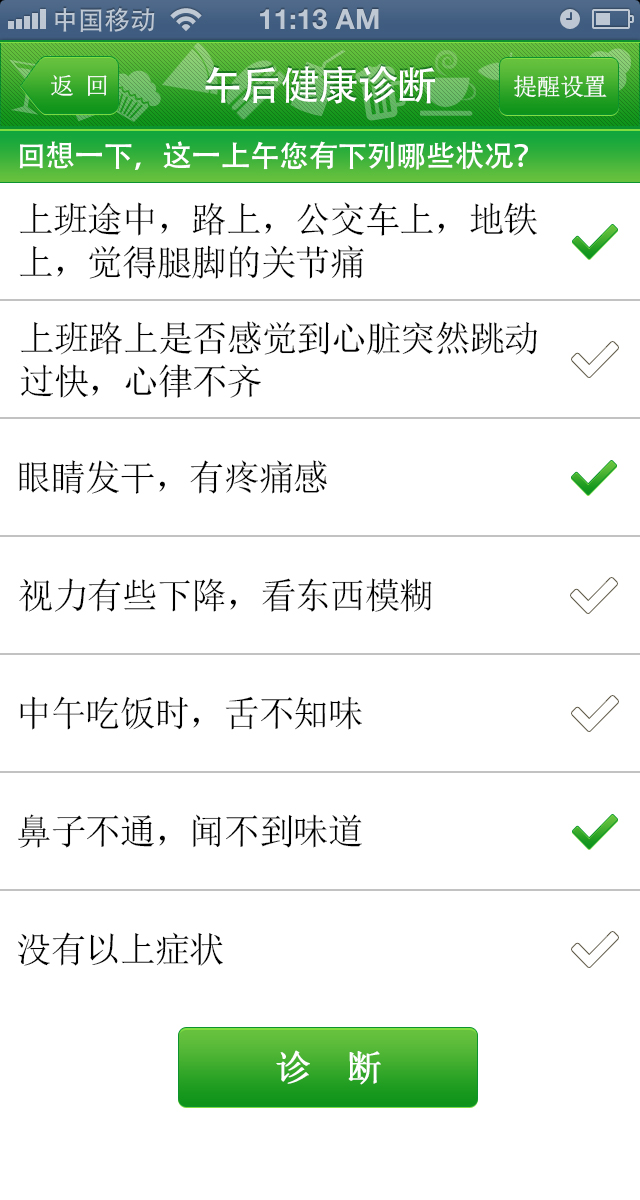 中国移动 11:13 AM
返 回 午后健康诊断 提醒设置
回想一下，这一上午您有下列哪些状况？
上班途中，路上，公交车上，地铁
上，觉得腿脚的关节痛
上班路上是否感觉到心脏突然跳动
过快，心律不齐
眼睛发干，有疼痛感
视力有些下降，看东西模糊
中午吃饭时，舌不知味
鼻子不通，闻不到味道
没有以上症状
诊 断